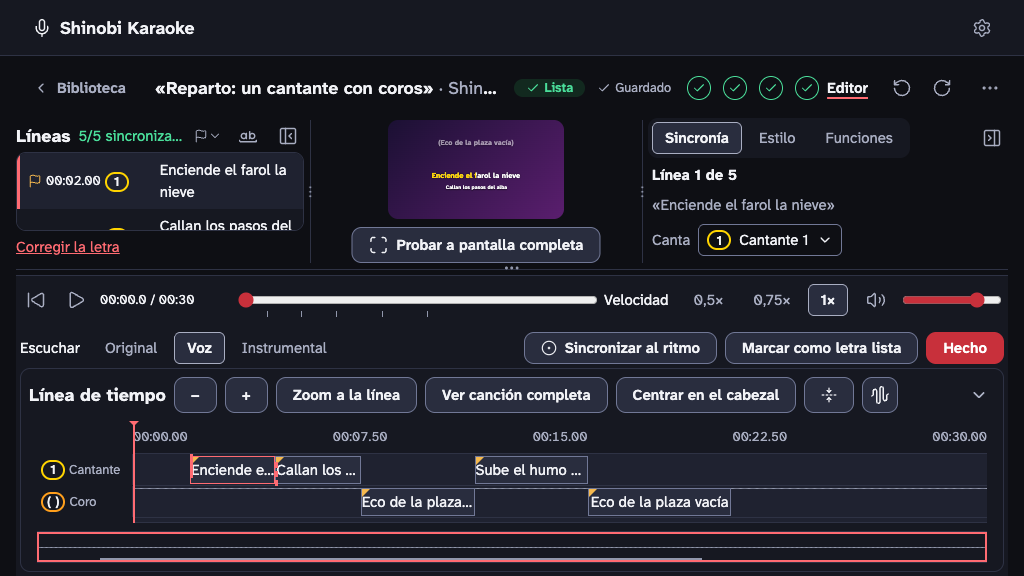 Shinobi Karaoke
Biblioteca
«Reparto: un cantante con coros» · Shin...
Lista
Guardado
Editor
Líneas
5/5 sincroniza...
ab
00:02.00
1
Enciende el farol la nieve
Callan los pasos del
Corregir la letra
(Eco de la plaza vacía)
Enciende el farol la nieve
Callan los pasos del alba
Probar a pantalla completa
Sincronía
Estilo
Funciones
Línea 1 de 5
«Enciende el farol la nieve»
Canta
1 Cantante 1
00:00.0 / 00:30
Velocidad
0,5×
0,75×
1×
Escuchar
Original
Voz
Instrumental
Sincronizar al ritmo
Marcar como letra lista
Hecho
Línea de tiempo
−
+
Zoom a la línea
Ver canción completa
Centrar en el cabezal
00:00.00
00:07.50
00:15.00
00:22.50
00:30.00
1 Cantante
Enciende e...
Callan los ...
Sube el humo ...
( ) Coro
Eco de la plaza...
Eco de la plaza vacía